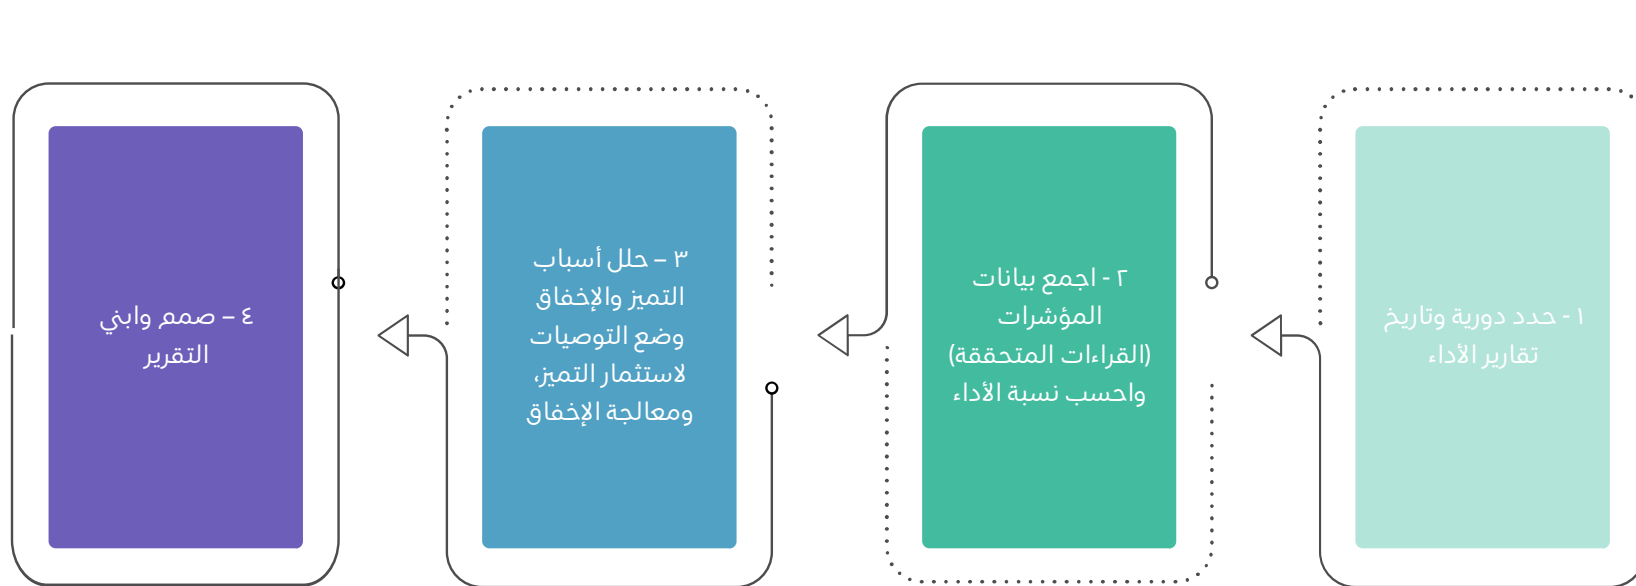 ١ - حدد دورية وتاريخ
تقارير الأداء
٢ - اجمع بيانات
المؤشرات
(القراءات المتحققة)
واحسب نسبة الأداء
٣ – حلل أسباب
التميز والإخفاق
وضع التوصيات
لاستثمار التميز،
ومعالجة الإخفاق
٤ – صمم وابني
التقرير